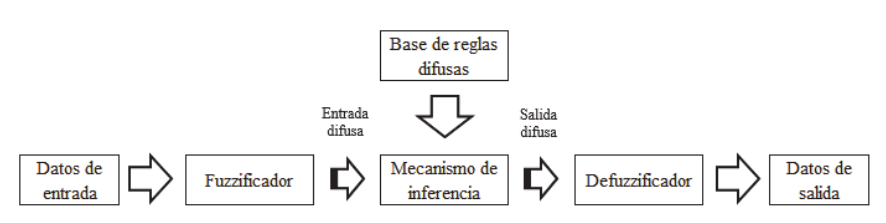 Base de reglas
difusas
Entrada
difusa
Salida
difusa
Datos de
entrada
Fuzzificador
Mecanismo de
inferencia
Defuzzificador
Datos de
salida